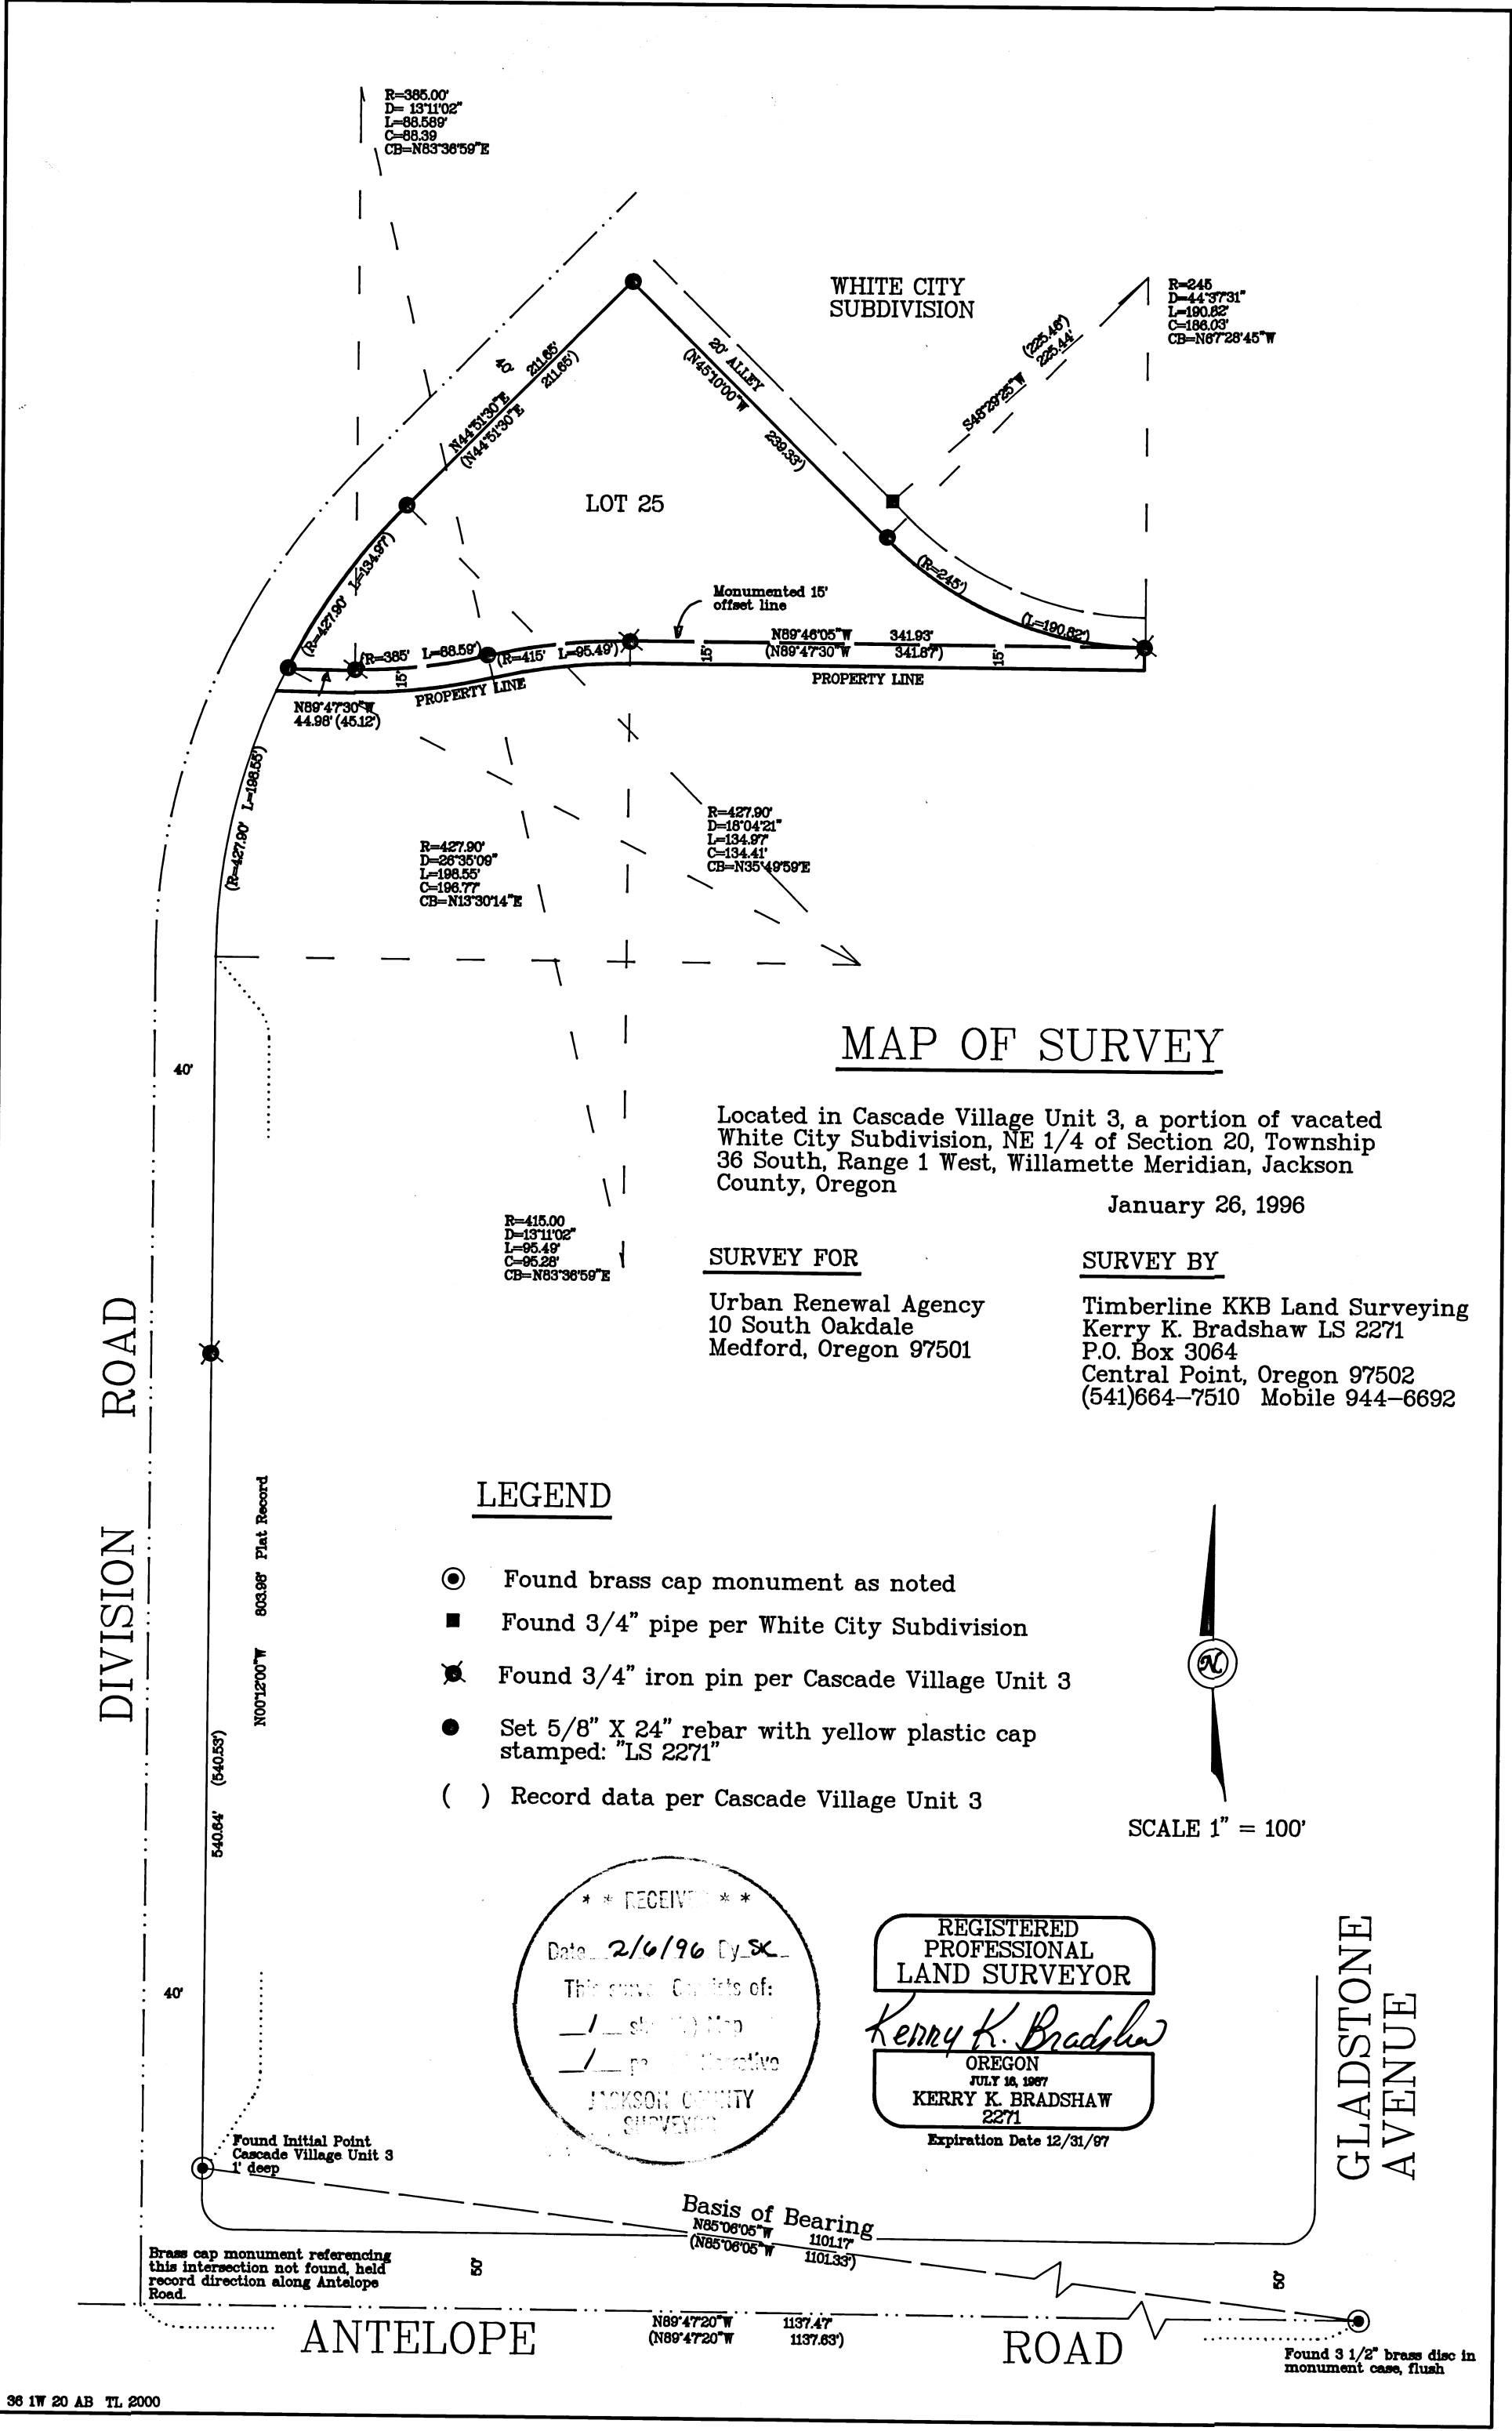 R=385.00'
D= 13°11'02"
L=88.589'
C=88.39
CB=N83°36'59"E
WHITE CITY
SUBDIVISION
R=245
D=44°37'31"
L=190.82'
C=186.03'
CB=N67°28'45"W
(225.46')
S48°29'25"W 225.44'
40'
N44°51'30"E 211.65'
(N44°51'30"E 211.65')
20' ALLEY
(N45°10'00"W 239.33')
LOT 25
(R=427.90' L=134.97')
(R=245')
(L=190.82')
Monumented 15'
offset line
N89°46'05"W 341.93'
(N89°47'30"W 341.87')
(R=385' L=88.59')
(R=415' L=95.49')
15'
15'
15'
PROPERTY LINE
PROPERTY LINE
N89°47'30"W
44.98' (45.12')
(R=427.90' L=198.55')
R=427.90'
D=18°04'21"
L=134.97'
C=134.41'
CB=N35°49'59"E
R=427.90'
D=26°35'09"
L=198.55'
C=196.77'
CB=N13°30'14"E
40'
MAP OF SURVEY
Located in Cascade Village Unit 3, a portion of vacated
White City Subdivision, NE 1/4 of Section 20, Township
36 South, Range 1 West, Willamette Meridian, Jackson
County, Oregon
January 26, 1996
R=415.00
D=13°11'02"
L=95.49'
C=95.28'
CB=N83°36'59"E
SURVEY FOR
Urban Renewal Agency
10 South Oakdale
Medford, Oregon 97501
SURVEY BY
Timberline KKB Land Surveying
Kerry K. Bradshaw LS 2271
P.O. Box 3064
Central Point, Oregon 97502
(541)664-7510 Mobile 944-6692
DIVISION ROAD
N00°12'00"W 803.98' Plat Record
540.64' (540.53')
LEGEND
Found brass cap monument as noted
Found 3/4" pipe per White City Subdivision
Found 3/4" iron pin per Cascade Village Unit 3
Set 5/8" X 24" rebar with yellow plastic cap
stamped: "LS 2271"
( ) Record data per Cascade Village Unit 3
N
SCALE 1" = 100'
* * RECEIV * *
Date 2/6/96 By SK
This Consists of:
1 Map
1
JACKSON COUNTY
SURVEYOR
REGISTERED
PROFESSIONAL
LAND SURVEYOR
Kerry K. Bradshaw
OREGON
JULY 16, 1987
KERRY K. BRADSHAW
2271
Expiration Date 12/31/97
GLADSTONE
AVENUE
40'
Found Initial Point
Cascade Village Unit 3
1' deep
Basis of Bearing
N85°06'05"W 1101.17'
(N85°06'05"W 1101.33')
Brass cap monument referencing
this intersection not found, held
record direction along Antelope
Road.
50'
50'
ANTELOPE ROAD
N89°47'20"W 1137.47'
(N89°47'20"W 1137.63')
Found 3 1/2" brass disc in
monument case, flush
36 1W 20 AB TL 2000